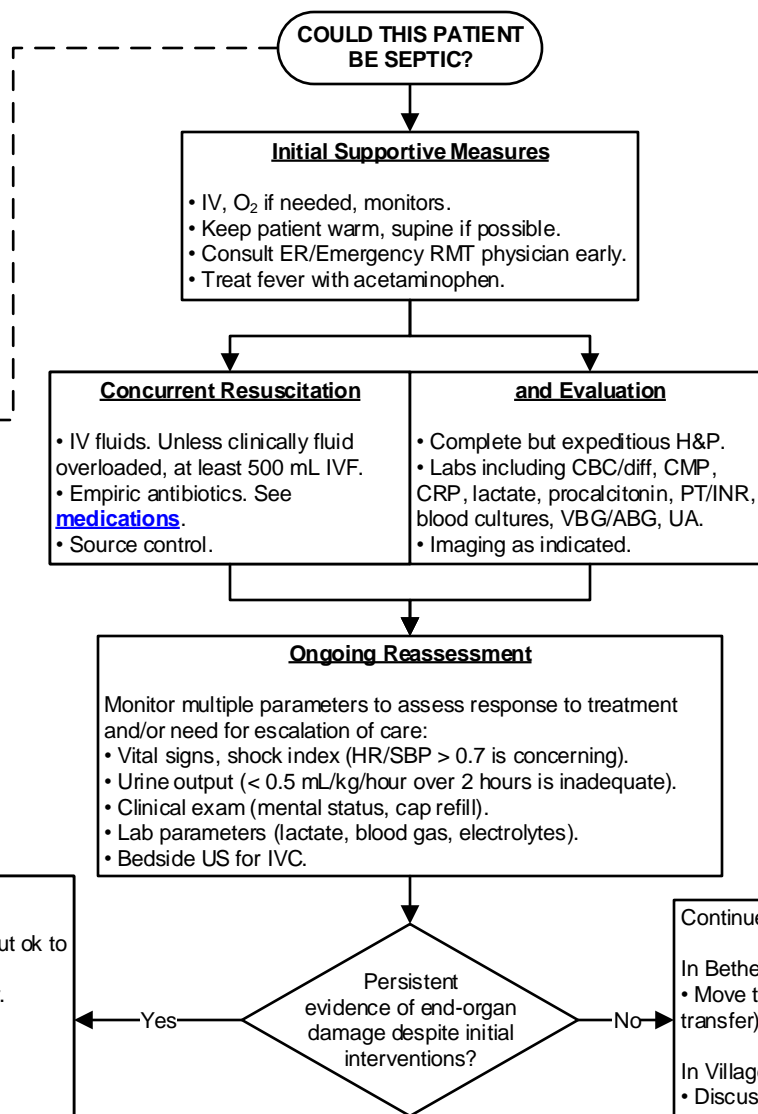 COULD THIS PATIENT
BE SEPTIC?
Initial Supportive Measures
• IV, O₂ if needed, monitors.
• Keep patient warm, supine if possible.
• Consult ER/Emergency RMT physician early.
• Treat fever with acetaminophen.
Concurrent Resuscitation
• IV fluids. Unless clinically fluid
overloaded, at least 500 mL IVF.
• Empiric antibiotics. See
medications.
• Source control.
and Evaluation
• Complete but expeditious H&P.
• Labs including CBC/diff, CMP,
CRP, lactate, procalcitonin, PT/INR,
blood cultures, VBG/ABG, UA.
• Imaging as indicated.
Ongoing Reassessment
Monitor multiple parameters to assess response to treatment
and/or need for escalation of care:
• Vital signs, shock index (HR/SBP > 0.7 is concerning).
• Urine output (< 0.5 mL/kg/hour over 2 hours is inadequate).
• Clinical exam (mental status, cap refill).
• Lab parameters (lactate, blood gas, electrolytes).
• Bedside US for IVC.
ut ok to
Yes
Persistent
evidence of end-organ
damage despite initial
interventions?
No
Continue
In Bethe
• Move t
transfer)
In Village
• Discus